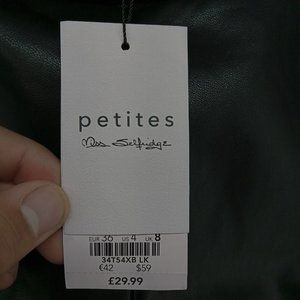 petites
Miss Selfridge
EUR 36 US 4 UK 8
34T54XB LK
€42 $59
£29.99